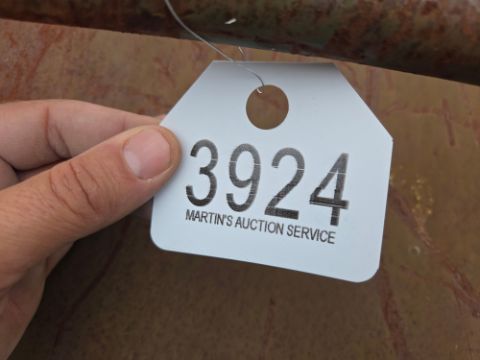 3924
MARTIN'S AUCTION SERVICE